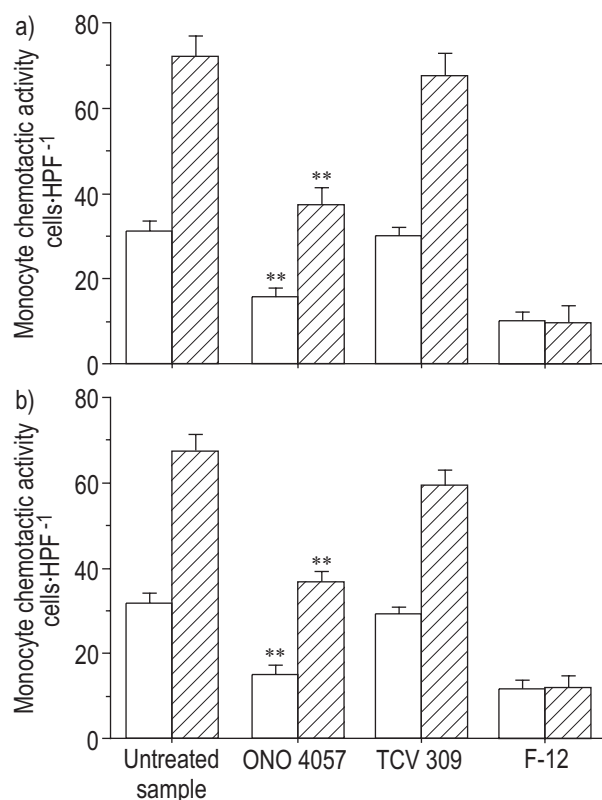 a)
Monocyte chemotactic activity
cells·HPF⁻¹
80
60
40
20
0
**
**
b)
Monocyte chemotactic activity
cells·HPF⁻¹
80
60
40
20
0
**
**
Untreated
sample
ONO 4057
TCV 309
F-12